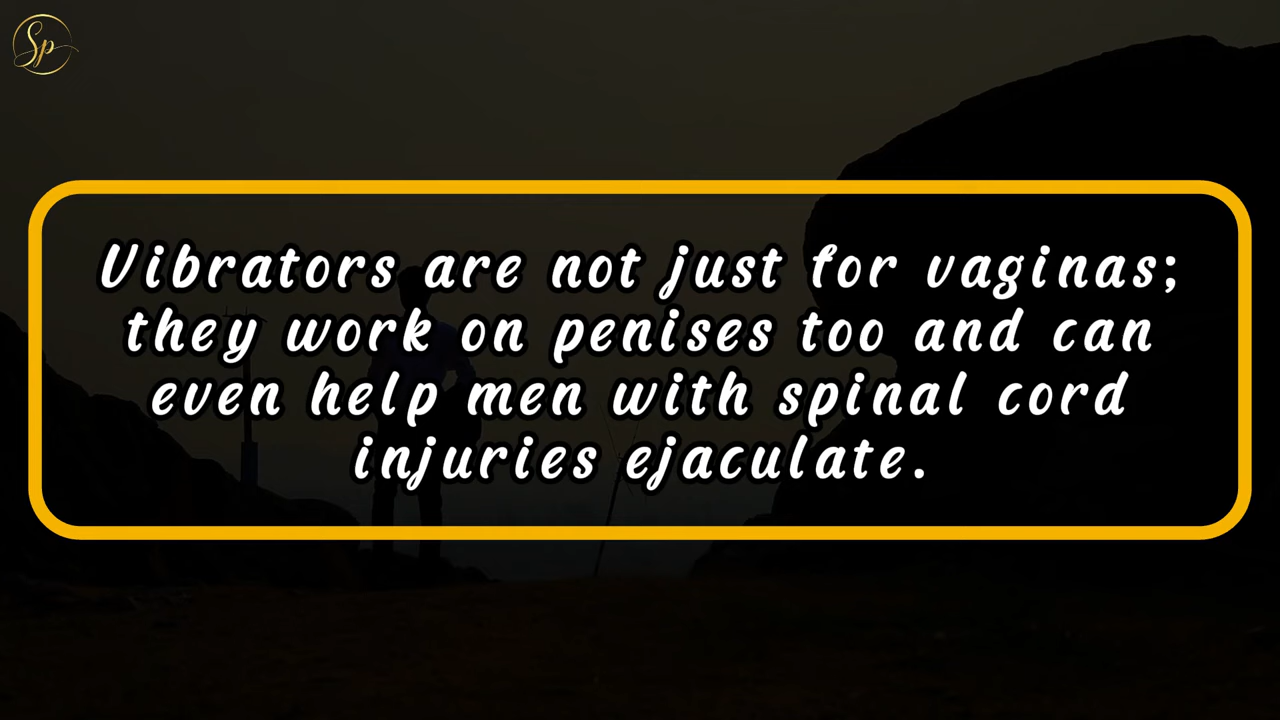 Sp
Vibrators are not just for vaginas;
they work on penises too and can
even help men with spinal cord
injuries ejaculate.